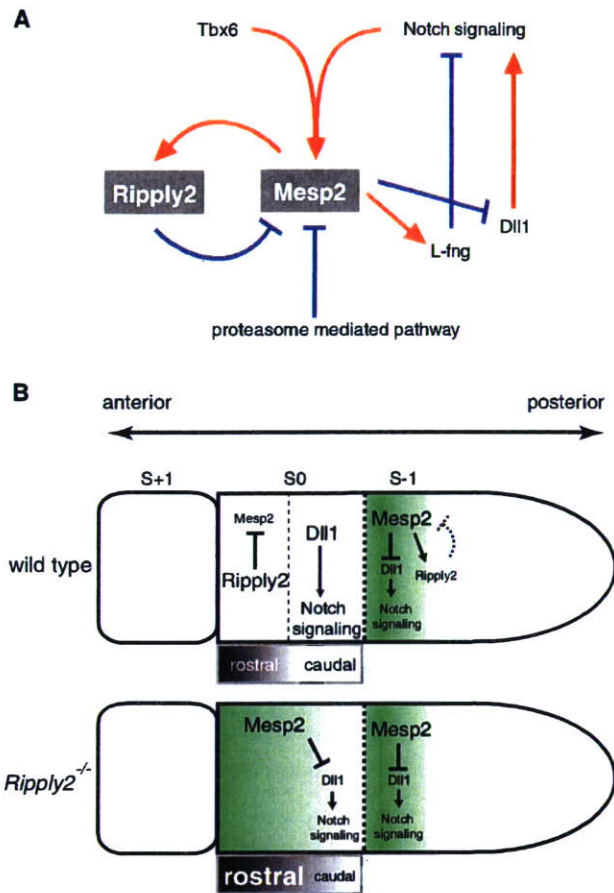 A
Tbx6 Notch signaling
Ripply2 Mesp2
L-fng Dll1
proteasome mediated pathway
B
anterior posterior
S+1 S0 S-1
wild type
Mesp2
Ripply2
Dll1
Notch
signaling
Mesp2
Dll1
Ripply2
Notch
signaling
rostral caudal
Ripply2-/-
Mesp2
Dll1
Notch
signaling
Mesp2
Dll1
Notch
signaling
rostral caudal